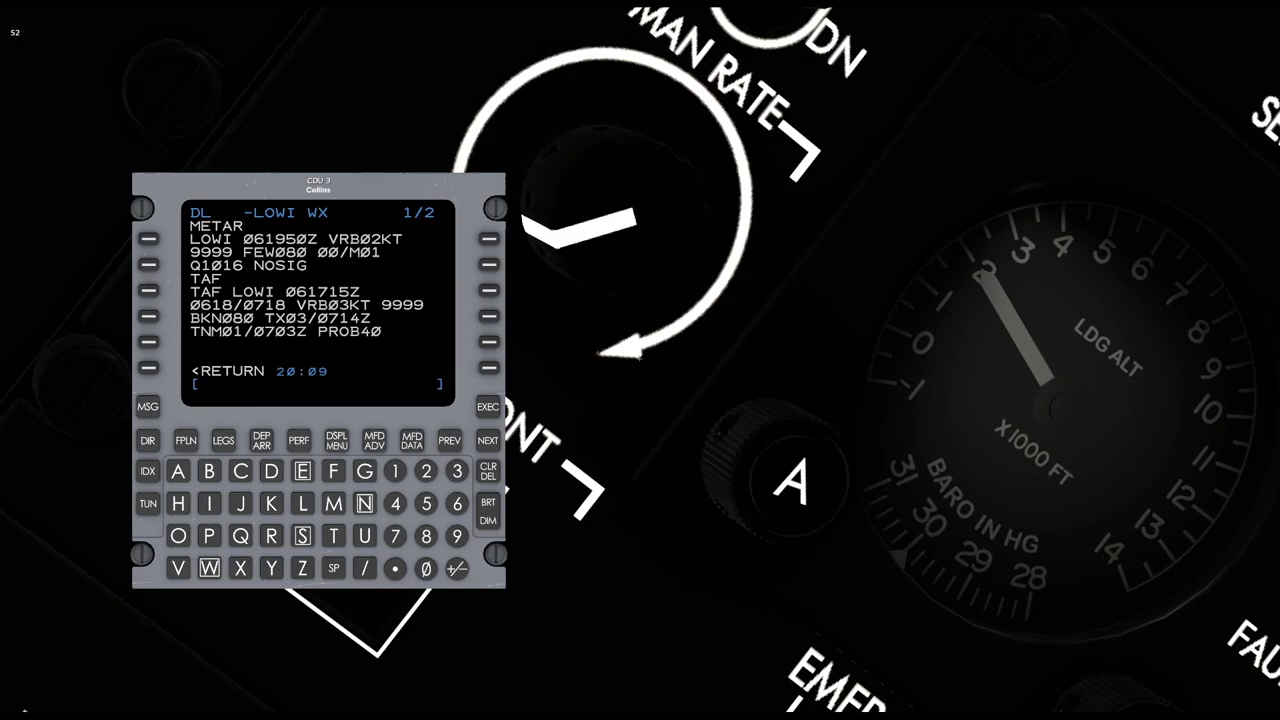 52
MAN RATE
DN
CDU 3
Collins
DL -LOWI WX 1/2
METAR
LOWI 061950Z VRB02KT
9999 FEW080 00/M01
Q1016 NOSIG
TAF
TAF LOWI 061715Z
0618/0718 VRB03KT 9999
BKN080 TX03/0714Z
TNM01/0703Z PROB40
<RETURN 20:09
[ ]
MSG EXEC
DIR FPLN LEGS DEP ARR PERF DSPL MENU MFD ADV MFD DATA PREV NEXT
IDX A B C D E F G 1 2 3 CLR DEL
TUN H I J K L M N 4 5 6 BRT DIM
O P Q R S T U 7 8 9
V W X Y Z SP / . 0 +/-
A
-1 0 2 3 4 5 6 7 8 9 10 11 12 13 14
LDG ALT
X1000 FT
BARO IN HG
31 30 29 28